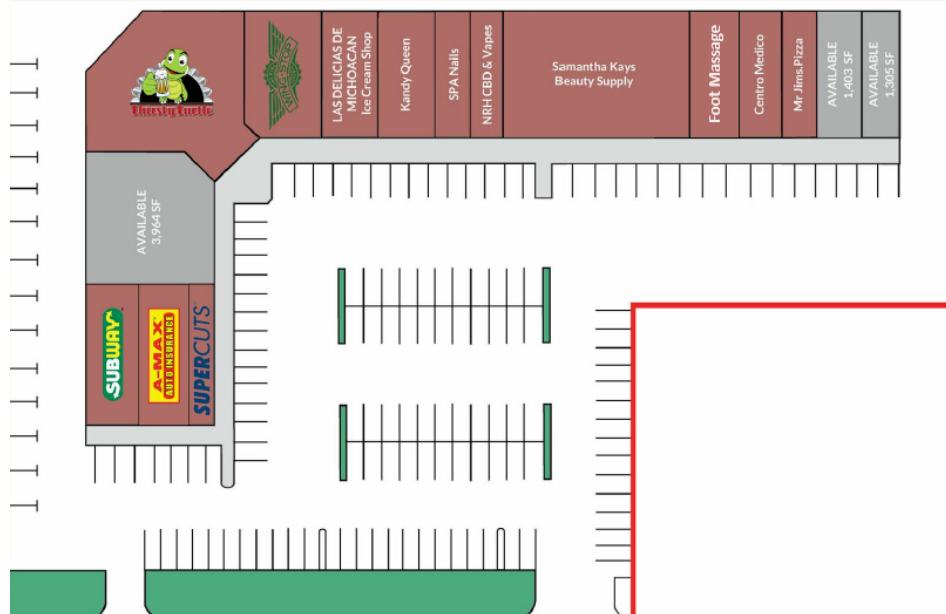 Thirsty Turtle
WING·STOP
LAS DELICIAS DE
MICHOACAN
Ice Cream Shop
Kandy Queen
SPA Nails
NRH CBD & Vapes
Samantha Kays
Beauty Supply
Foot Massage
Centro Medico
Mr Jims.Pizza
AVAILABLE
1,403 SF
AVAILABLE
1,305 SF
AVAILABLE
3,964 SF
SUBWAY
A-MAX
AUTO INSURANCE
SUPERCUTS